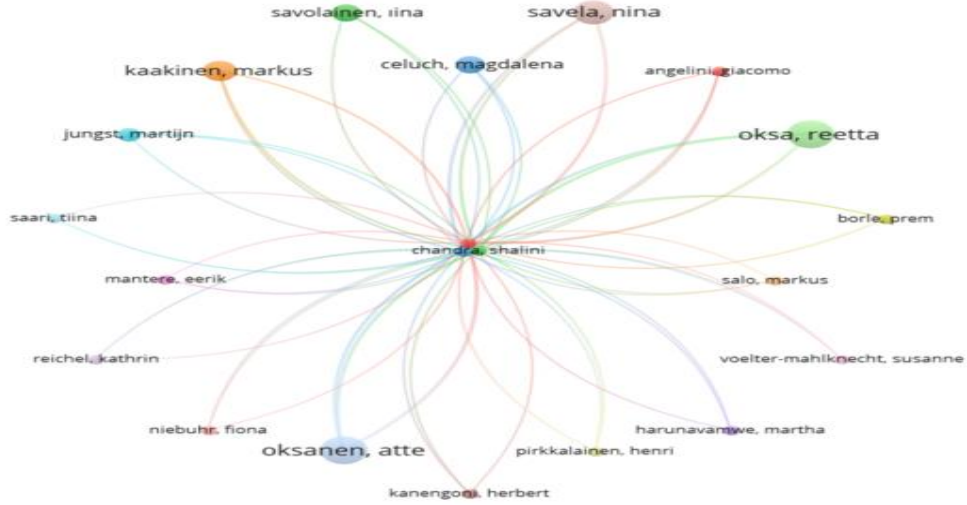 savolainen, iina
savela, nina
kaakinen, markus
celuch, magdalena
angelini, giacomo
jungst, martijn
oksa, reetta
saari, tiina
borle, prem
chandra, shalini
mantere, eerik
salo, markus
reichel, kathrin
voelter-mahlknecht, susanne
niebuhr, fiona
harunavamwe, martha
oksanen, atte
pirkkalainen, henri
kanengoni, herbert